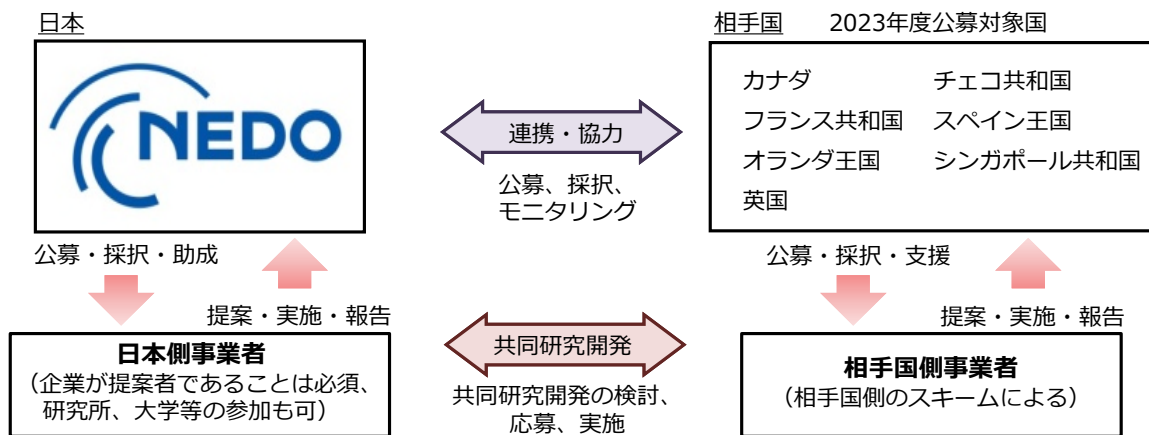 日本
相手国 2023年度公募対象国
NEDO
カナダ チェコ共和国
フランス共和国 スペイン王国
オランダ王国 シンガポール共和国
英国
連携・協力
公募、採択、
モニタリング
公募・採択・助成
提案・実施・報告
公募・採択・支援
提案・実施・報告
日本側事業者
（企業が提案者であることは必須、
研究所、大学等の参加も可）
共同研究開発
共同研究開発の検討、
応募、実施
相手国側事業者
（相手国側のスキームによる）